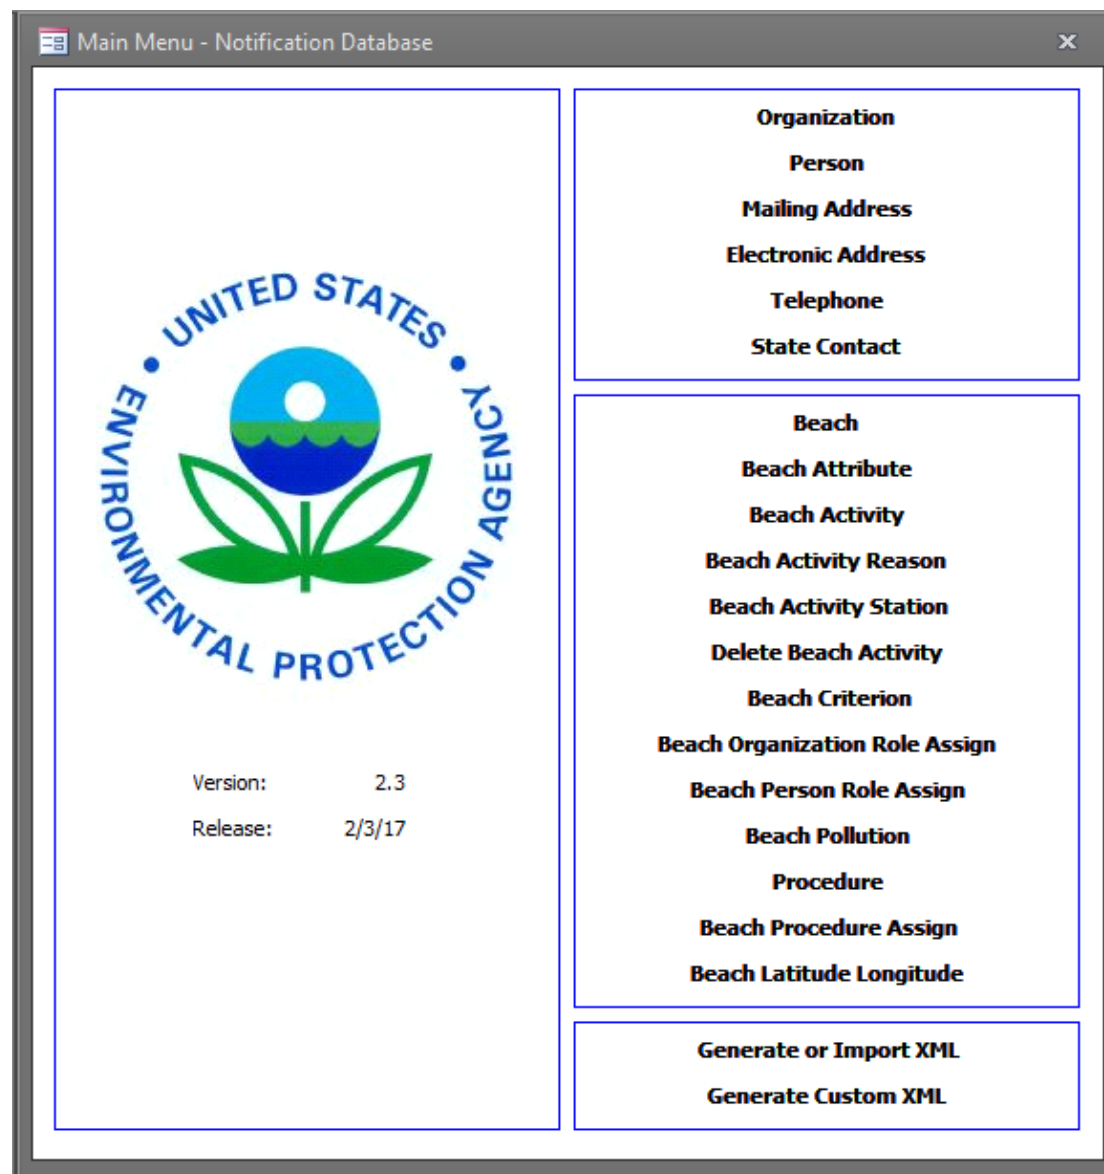 Main Menu - Notification Database
UNITED STATES
ENVIRONMENTAL PROTECTION AGENCY
Version: 2.3
Release: 2/3/17
Organization
Person
Mailing Address
Electronic Address
Telephone
State Contact
Beach
Beach Attribute
Beach Activity
Beach Activity Reason
Beach Activity Station
Delete Beach Activity
Beach Criterion
Beach Organization Role Assign
Beach Person Role Assign
Beach Pollution
Procedure
Beach Procedure Assign
Beach Latitude Longitude
Generate or Import XML
Generate Custom XML